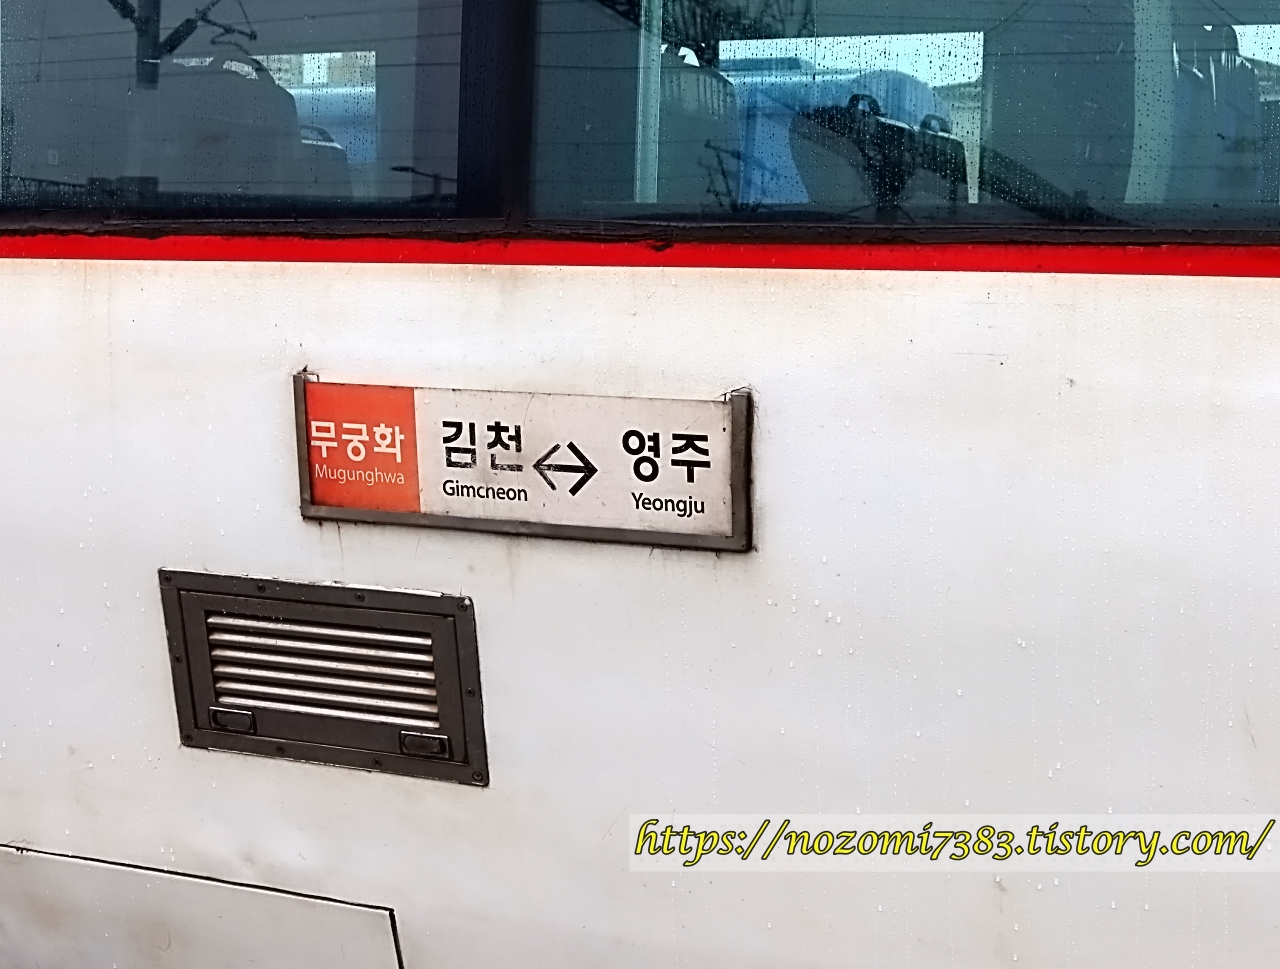 무궁화
Mugunghwa
김천 ↔ 영주
Gimcneon Yeongju
https://nozomi7383.tistory.com/